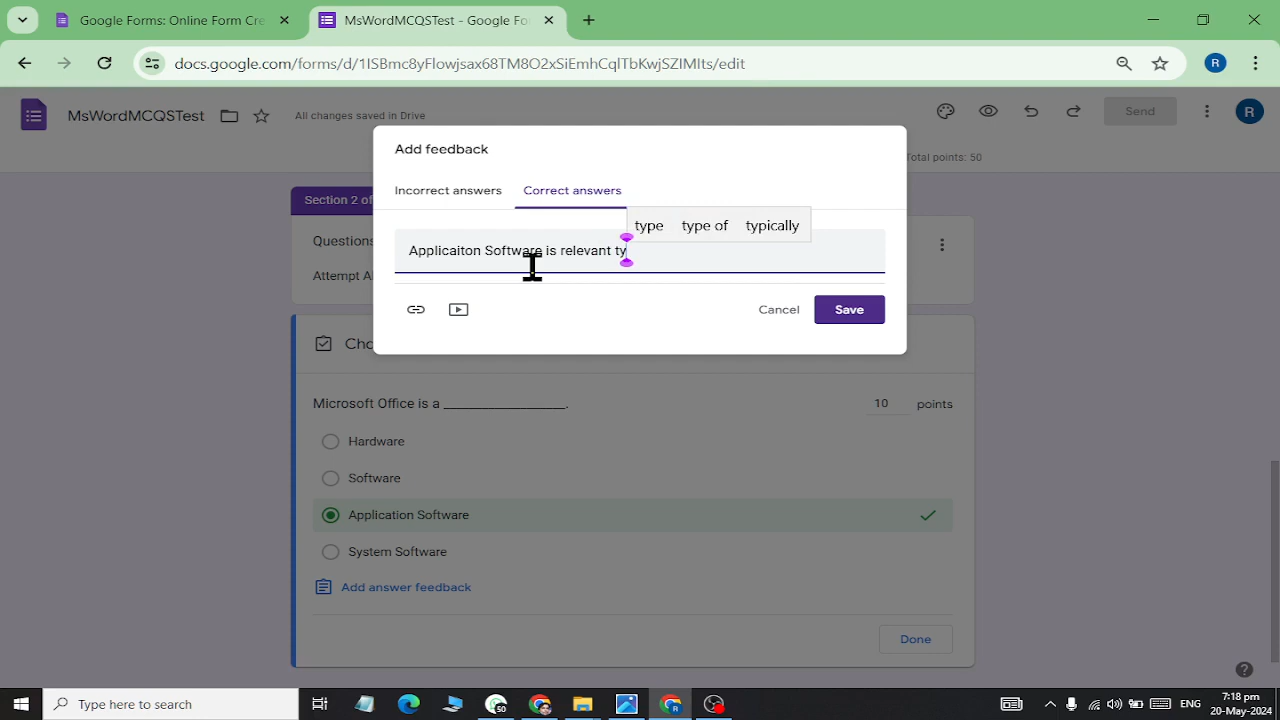 Google Forms: Online Form Cre
MsWordMCQSTest - Google Fo
docs.google.com/forms/d/1ISBmc8yFlowjsax68TM8O2xSiEmhCqlTbKwjSZIMIts/edit
R
MsWordMCQSTest
All changes saved in Drive
Send
R
Total points: 50
Add feedback
Incorrect answers
Correct answers
type type of typically
Applicaiton Software is relevant ty
Cancel
Save
Section 2 of
Questions
Attempt A
Cho
Microsoft Office is a ___________________.
10 points
Hardware
Software
Application Software
System Software
Add answer feedback
Done
Type here to search
ENG
7:18 pm
20-May-2024